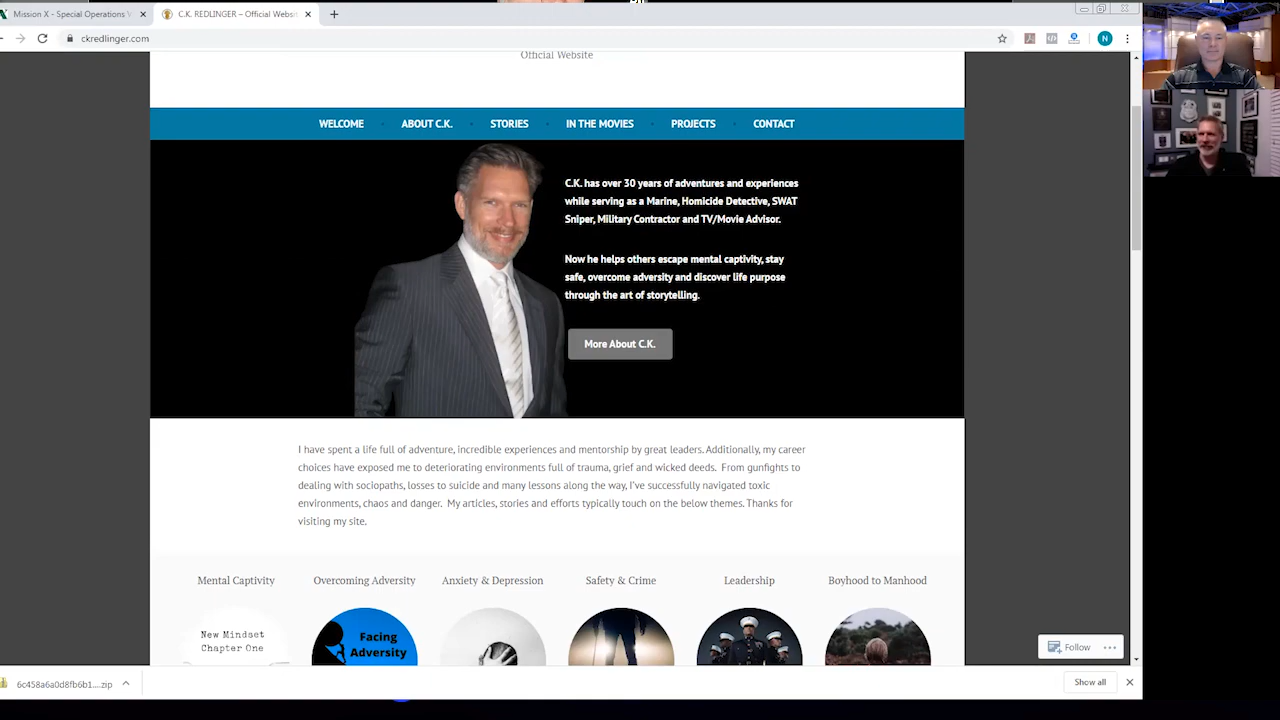 Mission X - Special Operations
C.K. REDLINGER – Official Websi
ckredlinger.com
N
Official Website
WELCOME
ABOUT C.K.
STORIES
IN THE MOVIES
PROJECTS
CONTACT
C.K. has over 30 years of adventures and experiences
while serving as a Marine, Homicide Detective, SWAT
Sniper, Military Contractor and TV/Movie Advisor.
Now he helps others escape mental captivity, stay
safe, overcome adversity and discover life purpose
through the art of storytelling.
More About C.K.
I have spent a life full of adventure, incredible experiences and mentorship by great leaders. Additionally, my career
choices have exposed me to deteriorating environments full of trauma, grief and wicked deeds.  From gunfights to
dealing with sociopaths, losses to suicide and many lessons along the way, I've successfully navigated toxic
environments, chaos and danger.  My articles, stories and efforts typically touch on the below themes. Thanks for
visiting my site.
Mental Captivity
Overcoming Adversity
Anxiety & Depression
Safety & Crime
Leadership
Boyhood to Manhood
New Mindset
Chapter One
Facing
Adversity
Follow
6c458a6a0d8fb6b1....zip
Show all